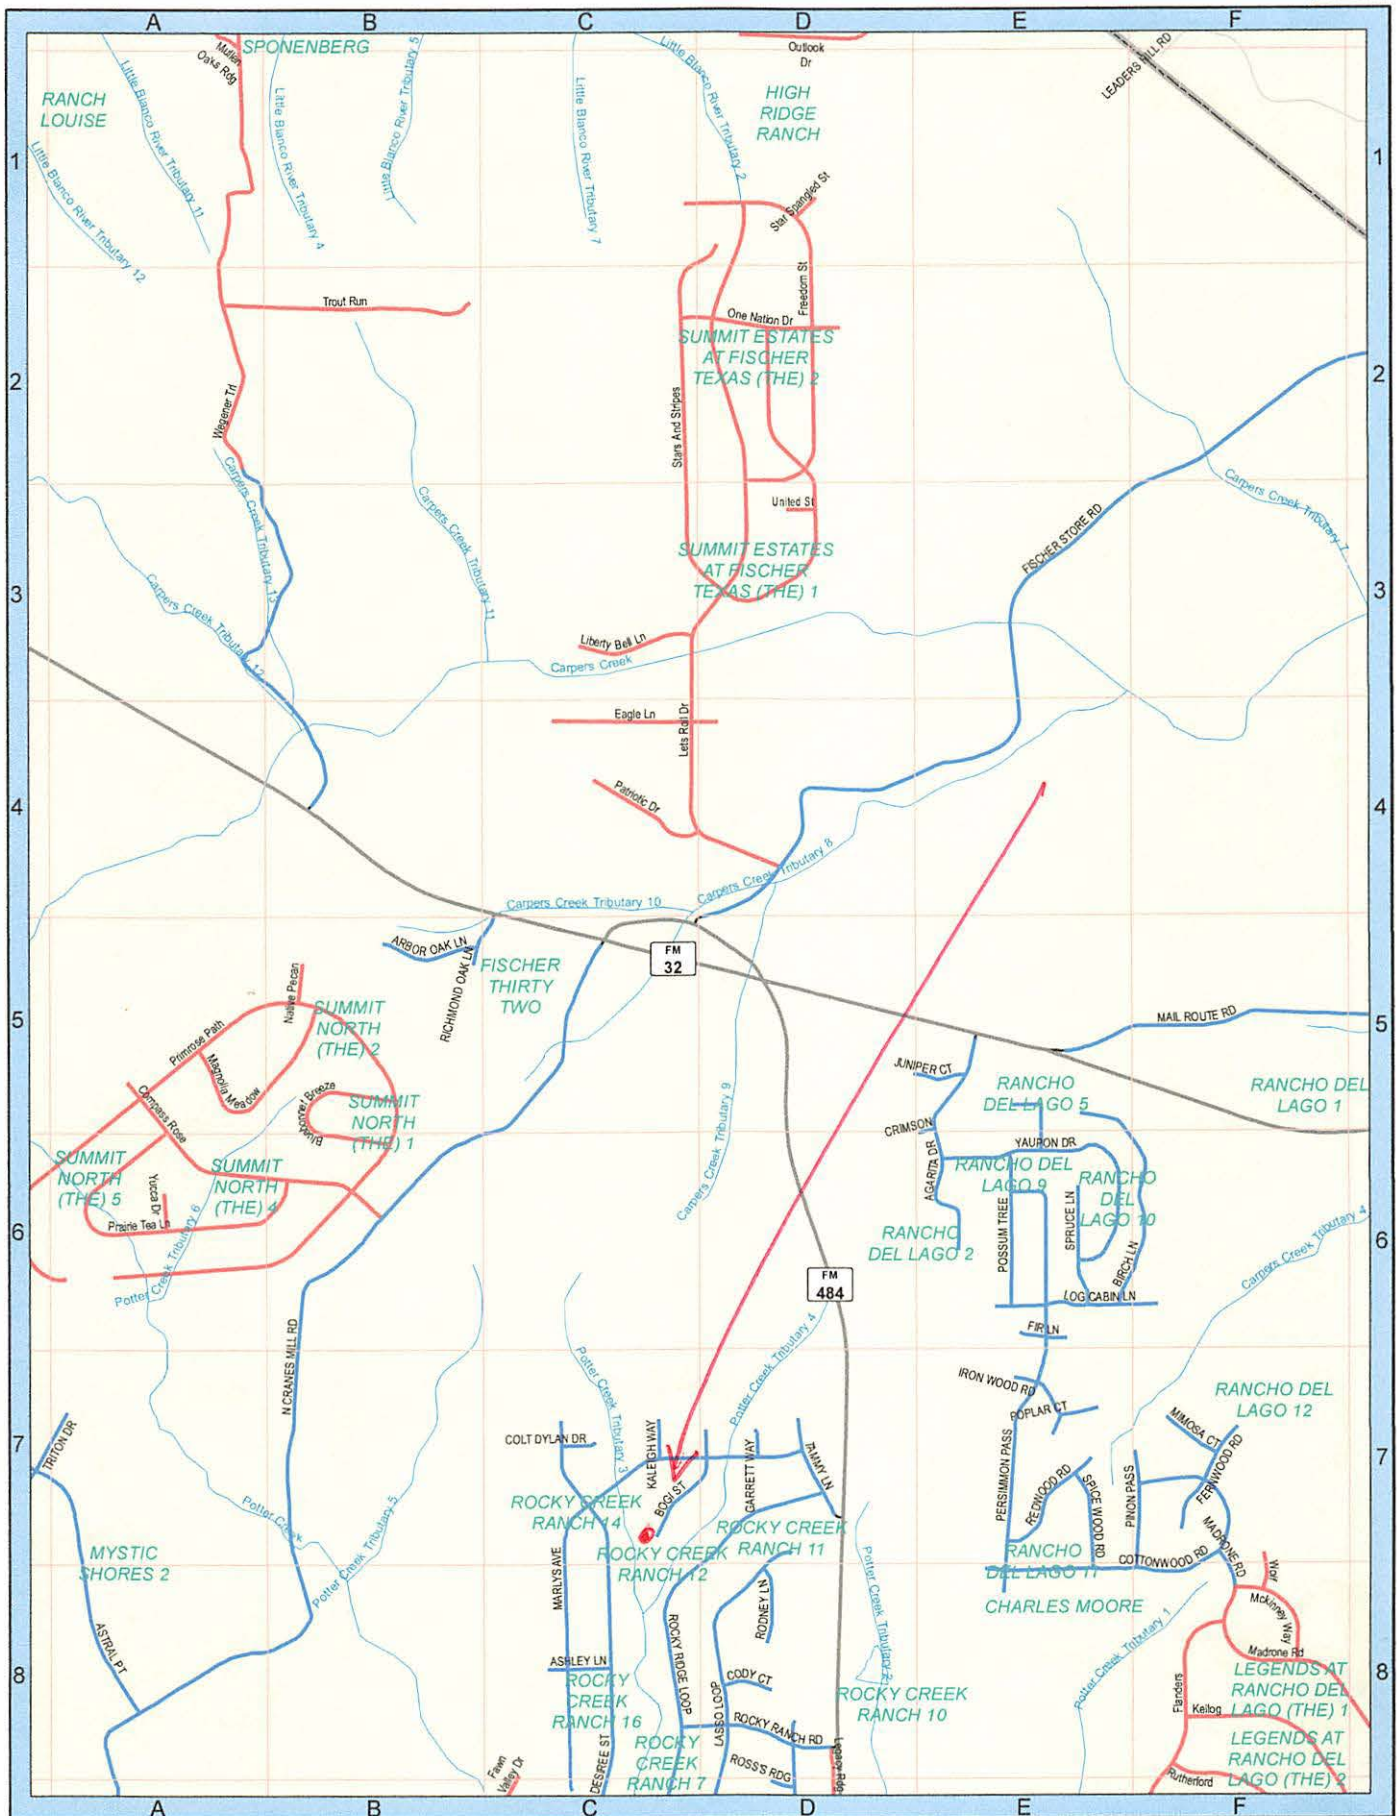 A B C D E F
SPONENBERG
Mullen
Oaks Rdg
Outlook
Dr
LEADERS HILL RD
RANCH
LOUISE
HIGH
RIDGE
RANCH
Little Blanco River Tributary 11
Little Blanco River Tributary 4
Little Blanco River Tributary 5
Little Blanco River Tributary 7
Little Blanco River Tributary 2
Little Blanco River Tributary 12
1 1
Star Spangled St
Freedom St
Trout Run
One Nation Dr
SUMMIT ESTATES
AT FISCHER
TEXAS (THE) 2
2 2
Wegener Trl
Stars And Stripes
Carpers Creek Tributary 13
Carpers Creek Tributary 11
United St
Carpers Creek Tributary 7
FISCHER STORE RD
SUMMIT ESTATES
AT FISCHER
TEXAS (THE) 1
3 3
Carpers Creek Tributary 12
Liberty Bell Ln
Carpers Creek
Eagle Ln
Lets Roll Dr
Patriotic Dr
4 4
Carpers Creek Tributary 8
Carpers Creek Tributary 10
ARBOR OAK LN
RICHMOND OAK LN
FISCHER
THIRTY
TWO
FM
32
Native Pecan
SUMMIT
NORTH
(THE) 2
5 5
MAIL ROUTE RD
Primrose Path
Magnolia Meadow
Compass Rose
Bluebonnet Breeze
SUMMIT
NORTH
(THE) 1
JUNIPER CT
RANCHO
DEL LAGO 5
RANCHO DEL
LAGO 1
CRIMSON
YAUPON DR
Carpers Creek Tributary 9
SUMMIT
NORTH
(THE) 5
SUMMIT
NORTH
(THE) 4
Yucca Dr
Prairie Tea Ln
AGARITA DR
RANCHO DEL
LAGO 9
RANCHO
DEL
LAGO 10
POSSUM TREE
SPRUCE LN
BIRCH LN
6 6
RANCHO
DEL LAGO 2
Carpers Creek Tributary 4
Potter Creek Tributary 6
FM
484
LOG CABIN LN
FIR LN
N CRANES MILL RD
Potter Creek Tributary 3
Potter Creek Tributary 4
IRON WOOD RD
POPLAR CT
RANCHO DEL
LAGO 12
MIMOSA CT
FERNWOOD RD
TRITON DR
COLT DYLAN DR
KALEIGH WAY
BOGI ST
GARRETT WAY
TAMMY LN
7 7
PERSIMMON PASS
REDWOOD RD
SPICE WOOD RD
PINON PASS
MADRONE RD
COTTONWOOD RD
Potter Creek
Potter Creek Tributary 5
ROCKY CREEK
RANCH 14
ROCKY CREEK
RANCH 11
ROCKY CREEK
RANCH 12
MYSTIC
SHORES 2
RANCHO
DEL LAGO 11
CHARLES MOORE
Wolf
Mckinney Way
Madrone Rd
MARLYS AVE
RODNEY LN
Potter Creek Tributary 2
Potter Creek Tributary 1
ASTRAL PT
ASHLEY LN
ROCKY RIDGE LOOP
LASSO LOOP
CODY CT
8 8
ROCKY
CREEK
RANCH 16
ROCKY CREEK
RANCH 10
LEGENDS AT
RANCHO DEL
LAGO (THE) 1
Flanders
Kellog
ROCKY RANCH RD
DESIREE ST
ROCKY
CREEK
RANCH 7
ROSS'S RDG
Legacy Rdg
LEGENDS AT
RANCHO DEL
LAGO (THE) 2
Rutherford
Fawn
Valley Dr
A B C D E F